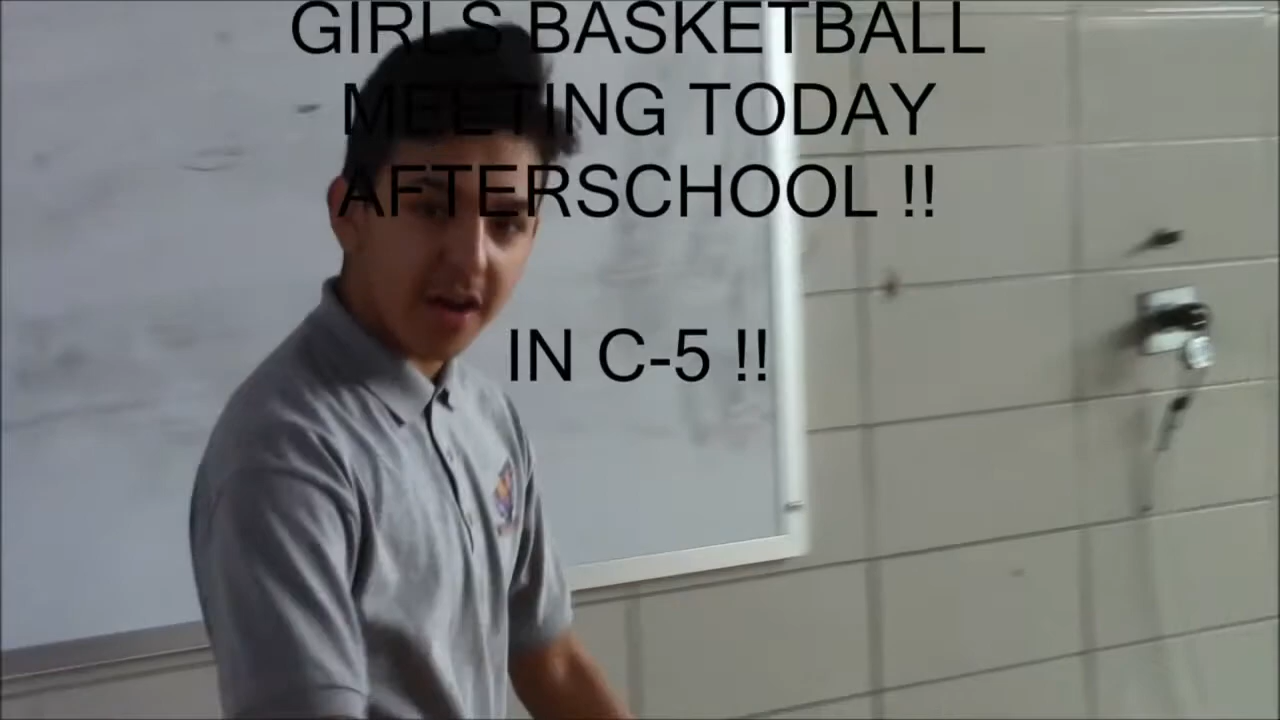 GIRLS BASKETBALL
MEETING TODAY
AFTERSCHOOL !!
IN C-5 !!